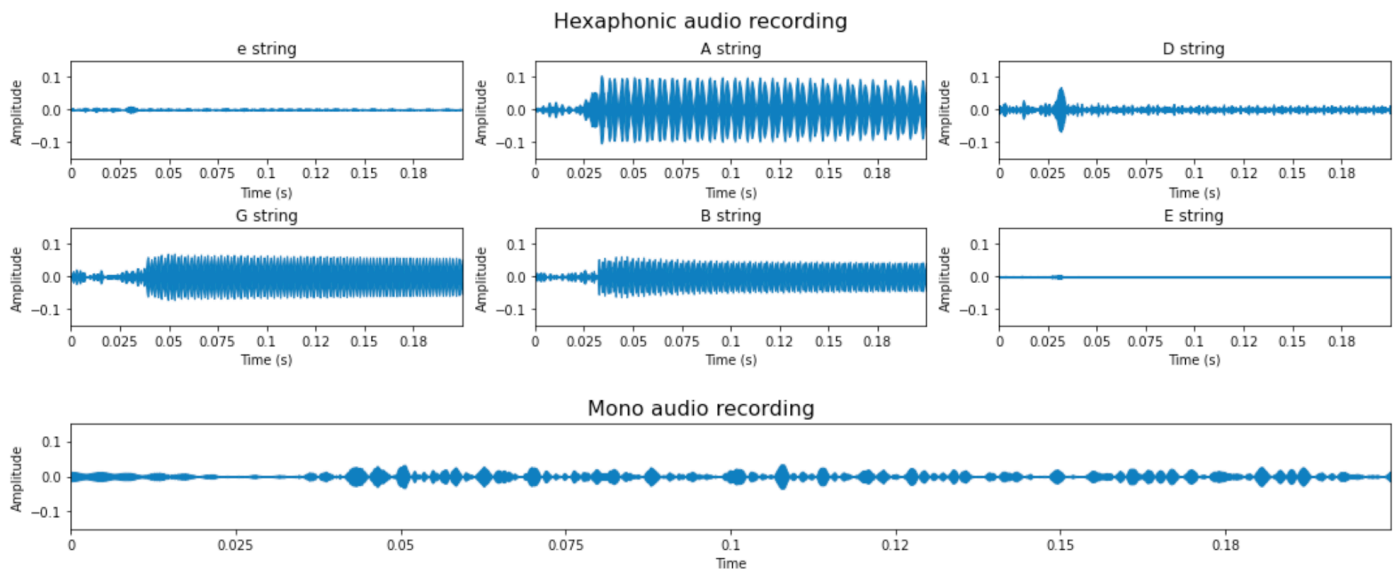 Hexaphonic audio recording
e string A string D string
Amplitude 0.1 0.0 −0.1 Amplitude 0.1 0.0 −0.1 Amplitude 0.1 0.0 −0.1
0 0.025 0.05 0.075 0.1 0.12 0.15 0.18 0 0.025 0.05 0.075 0.1 0.12 0.15 0.18 0 0.025 0.05 0.075 0.1 0.12 0.15 0.18
Time (s) Time (s) Time (s)
G string B string E string
Amplitude 0.1 0.0 −0.1 Amplitude 0.1 0.0 −0.1 Amplitude 0.1 0.0 −0.1
0 0.025 0.05 0.075 0.1 0.12 0.15 0.18 0 0.025 0.05 0.075 0.1 0.12 0.15 0.18 0 0.025 0.05 0.075 0.1 0.12 0.15 0.18
Time (s) Time (s) Time (s)
Mono audio recording
Amplitude 0.1 0.0 −0.1
0 0.025 0.05 0.075 0.1 0.12 0.15 0.18
Time